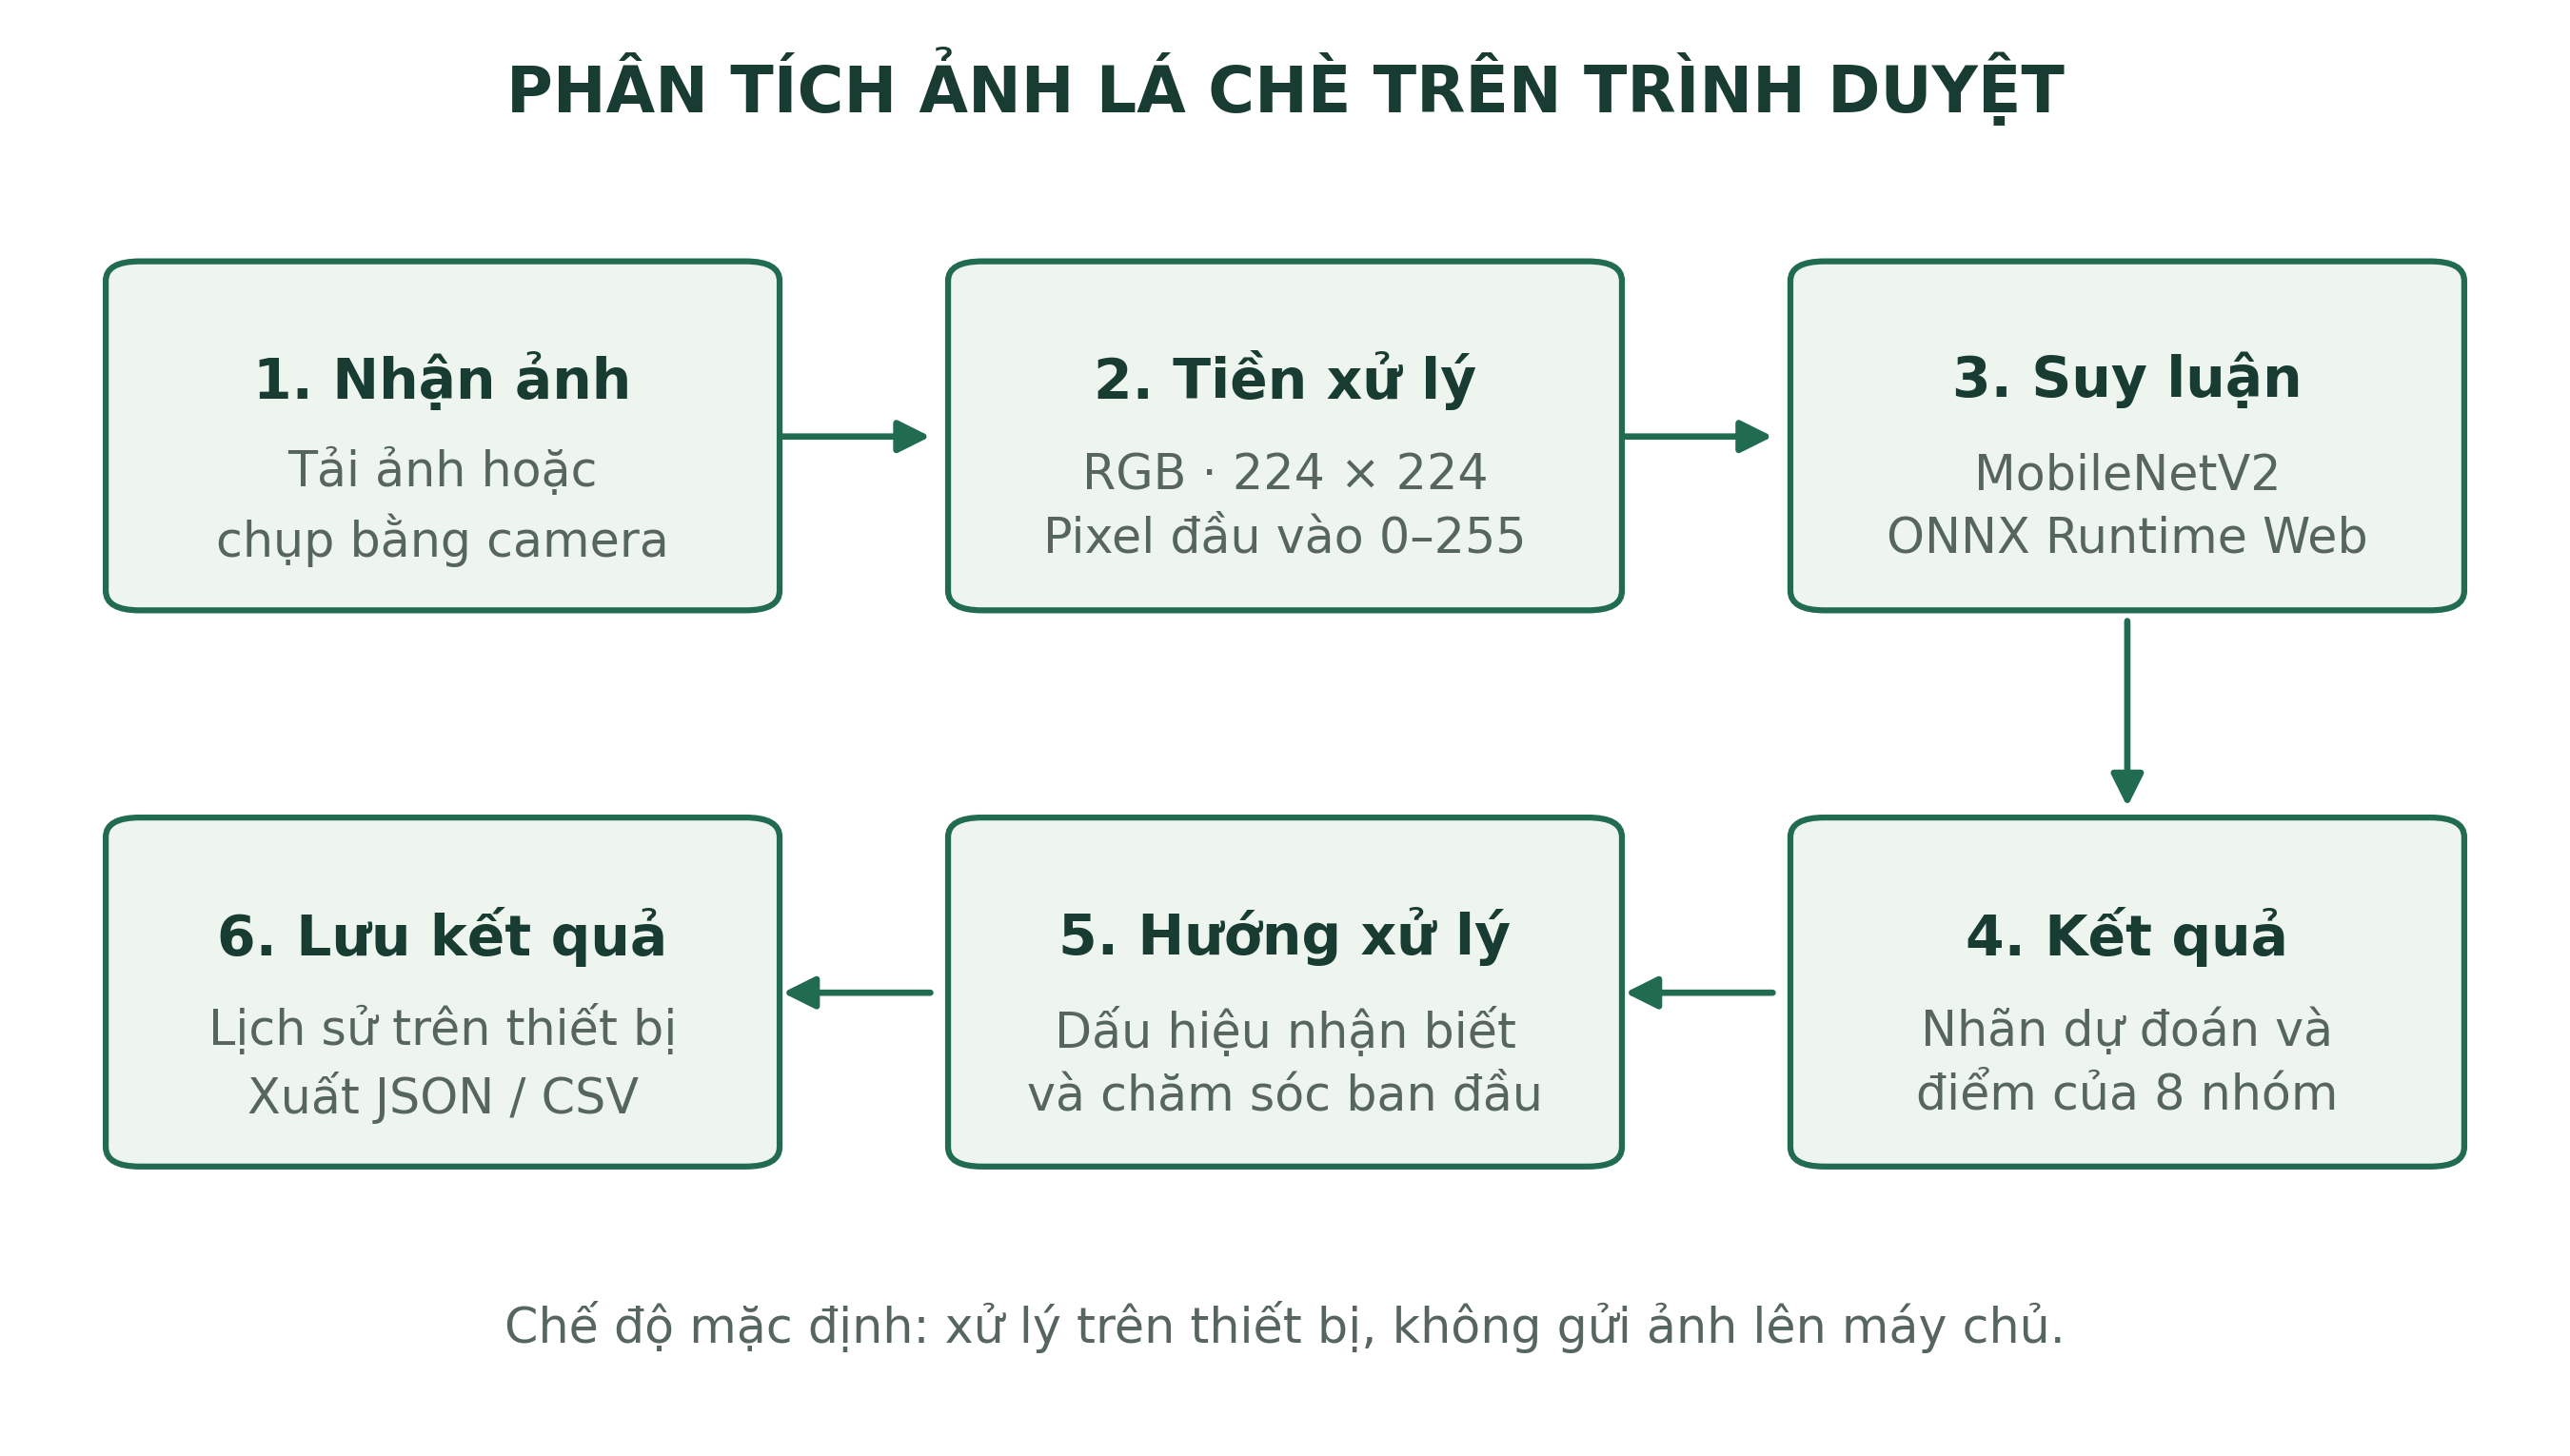 PHÂN TÍCH ẢNH LÁ CHÈ TRÊN TRÌNH DUYỆT
1. Nhận ảnh
Tải ảnh hoặc
chụp bằng camera
2. Tiền xử lý
RGB · 224 × 224
Pixel đầu vào 0–255
3. Suy luận
MobileNetV2
ONNX Runtime Web
4. Kết quả
Nhãn dự đoán và
điểm của 8 nhóm
5. Hướng xử lý
Dấu hiệu nhận biết
và chăm sóc ban đầu
6. Lưu kết quả
Lịch sử trên thiết bị
Xuất JSON / CSV
Chế độ mặc định: xử lý trên thiết bị, không gửi ảnh lên máy chủ.